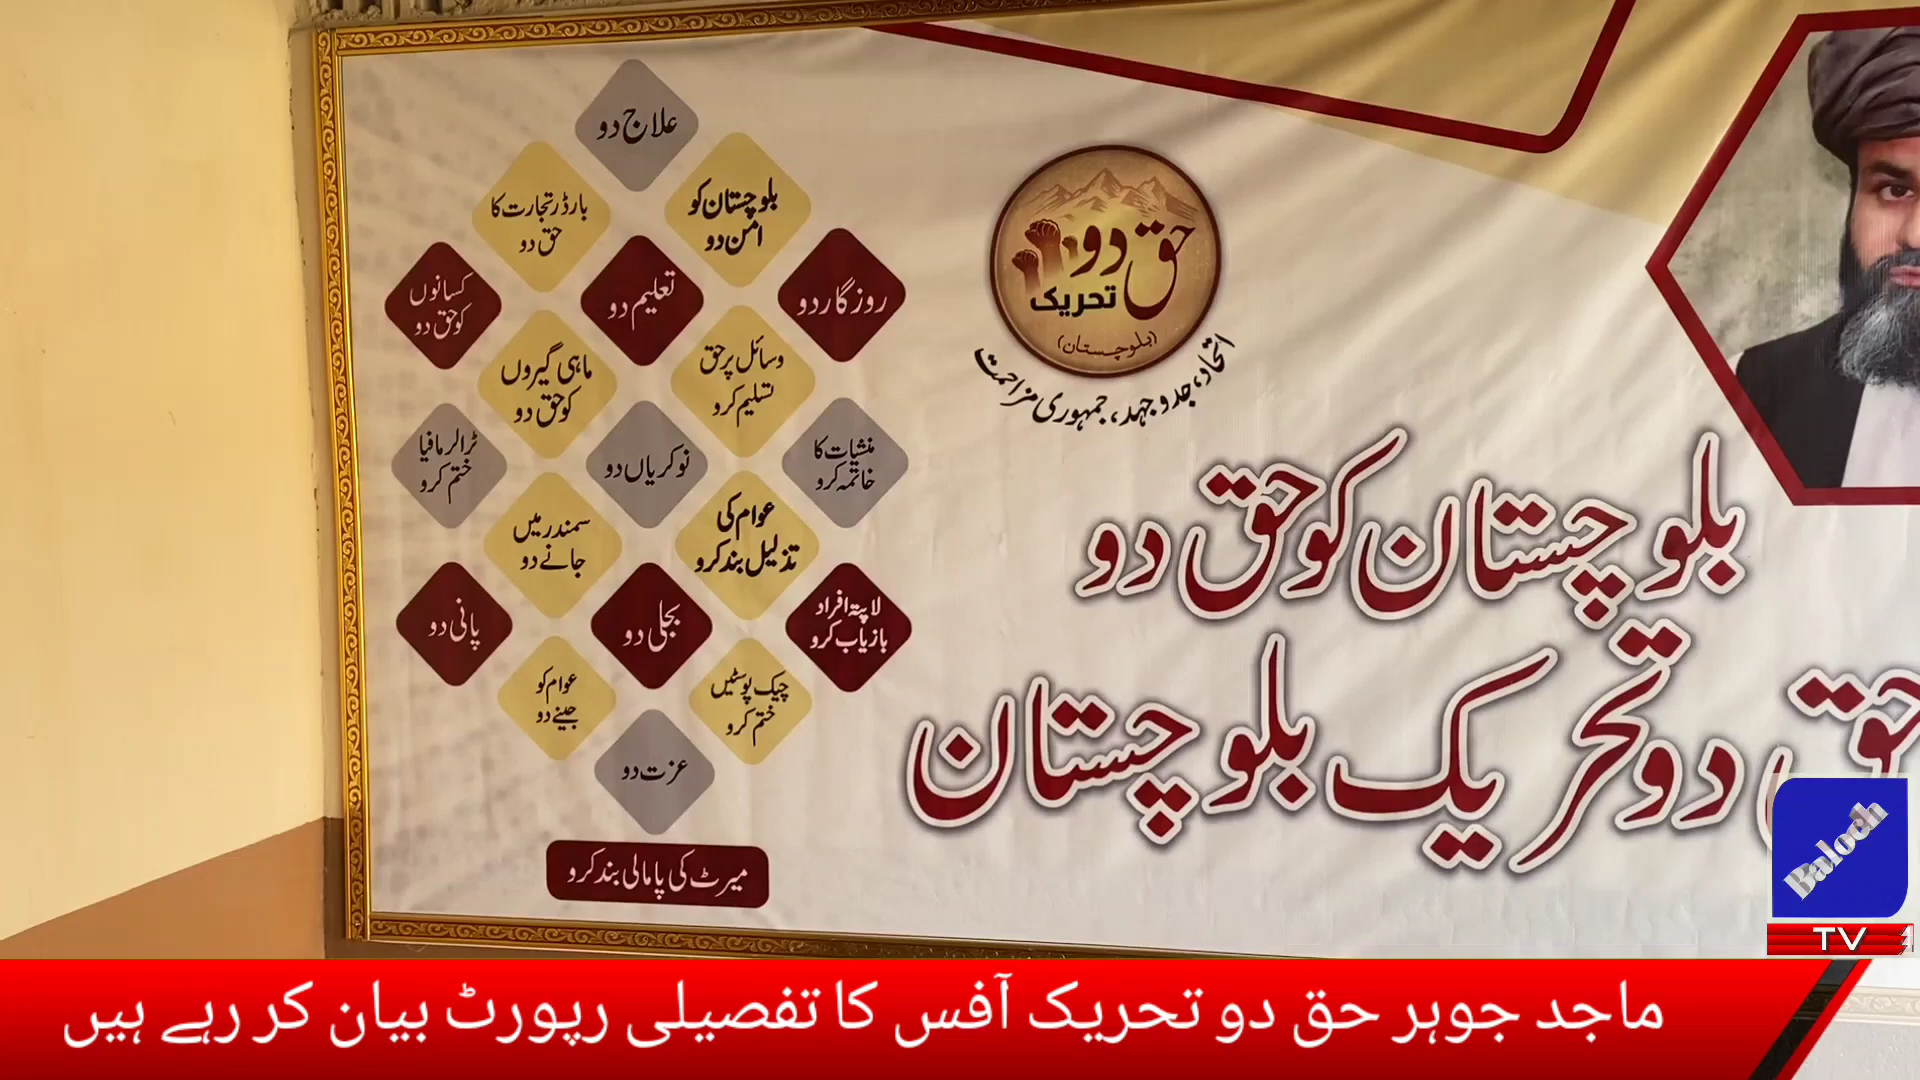 علاج دو
بلوچستان کو
امن دو
بارڈر تجارت کا
حق دو
روزگار دو
تعلیم دو
کسانوں
کو حق دو
وسائل پر حق
تسلیم کرو
ماہی گیروں
کو حق دو
منشیات کا
خاتمہ کرو
نوکریاں دو
ٹرالر مافیا
ختم کرو
عوام کی
تذلیل بند کرو
سمندر میں
جانے دو
لاپتہ افراد
بازیاب کرو
بجلی دو
پانی دو
چیک پوسٹیں
ختم کرو
عوام کو
جینے دو
عزت دو
میرٹ کی پامالی بند کرو
حق دو
تحریک
(بلوچستان)
اتحاد، جدوجہد، جمہوری مزاحمت
بلوچستان کو حق دو
حق دو تحریک بلوچستان
Baloch
TV
ماجد جوہر حق دو تحریک آفس کا تفصیلی رپورٹ بیان کر رہے ہیں